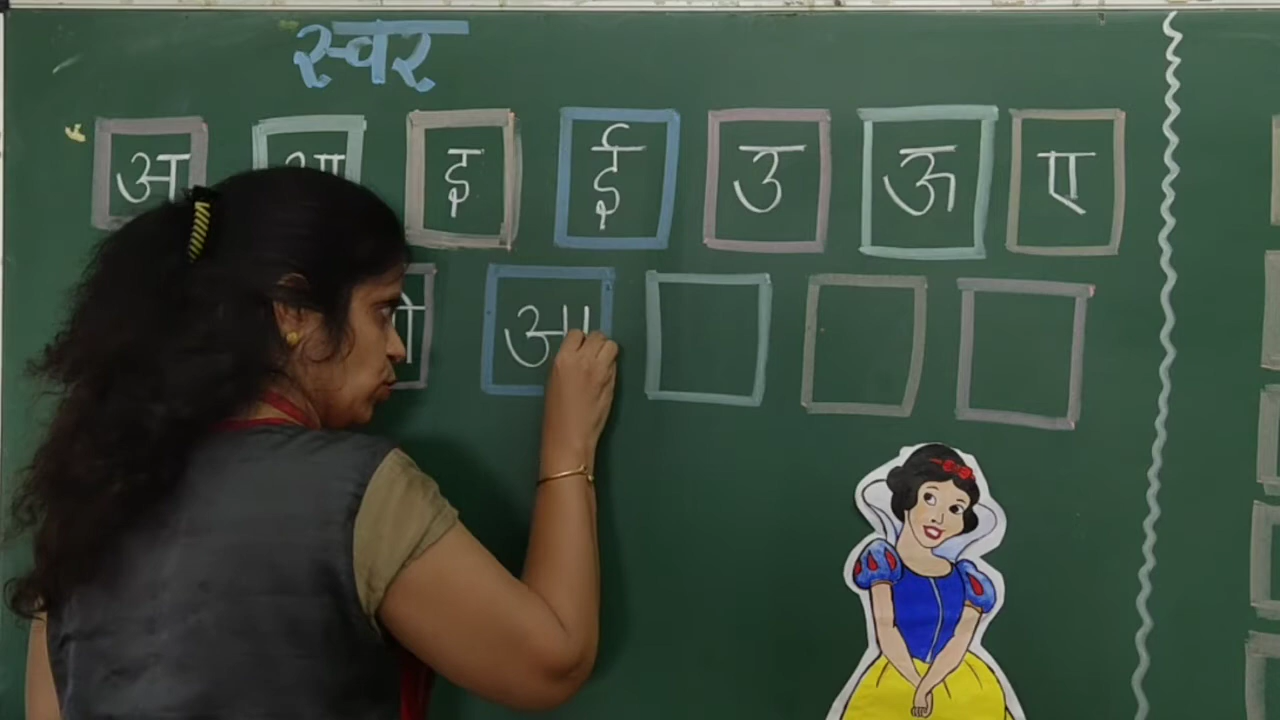 स्वर
अ आ इ ई उ ऊ ए